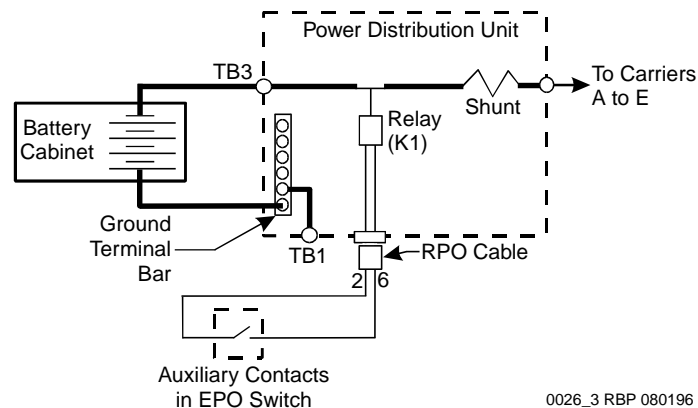 Power Distribution Unit
TB3
To Carriers
A to E
Shunt
Battery
Cabinet
Relay
(K1)
Ground
Terminal
Bar
TB1
RPO Cable
2 6
Auxiliary Contacts
in EPO Switch
0026_3 RBP 080196